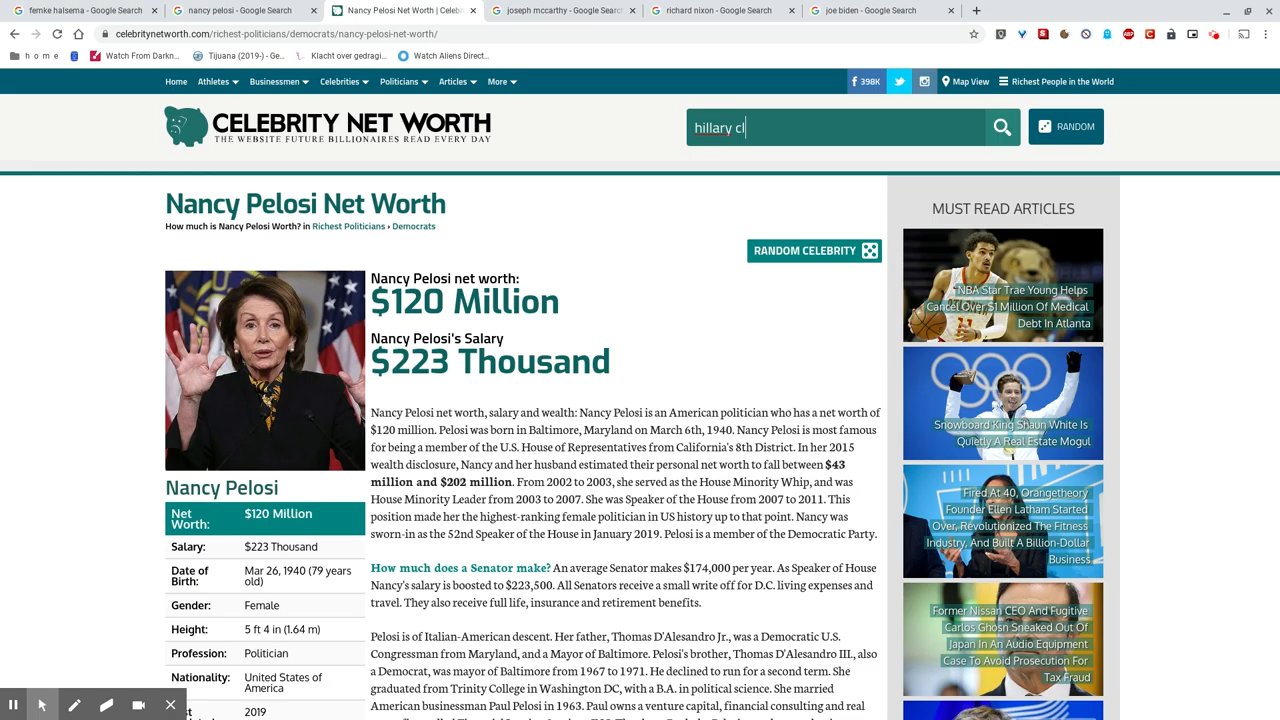 femke halsema - Google Search
nancy pelosi - Google Search
Nancy Pelosi Net Worth | Celebr
joseph mccarthy - Google Search
richard nixon - Google Search
joe biden - Google Search
celebritynetworth.com/richest-politicians/democrats/nancy-pelosi-net-worth/
h o m e
Watch From Darkn...
Tijuana (2019-) - Ge...
Klacht over gedragi...
Watch Aliens Direct...
Home Athletes Businessmen Celebrities Politicians Articles More
398K
Map View
Richest People in the World
CELEBRITY NET WORTH
THE WEBSITE FUTURE BILLIONAIRES READ EVERY DAY
hillary cl
RANDOM
Nancy Pelosi Net Worth
How much is Nancy Pelosi Worth? in Richest Politicians › Democrats
RANDOM CELEBRITY
Nancy Pelosi net worth:
$120 Million
Nancy Pelosi's Salary
$223 Thousand
Nancy Pelosi net worth, salary and wealth: Nancy Pelosi is an American politician who has a net worth of
$120 million. Pelosi was born in Baltimore, Maryland on March 6th, 1940. Nancy Pelosi is most famous
for being a member of the U.S. House of Representatives from California's 8th District. In her 2015
wealth disclosure, Nancy and her husband estimated their personal net worth to fall between $43
million and $202 million. From 2002 to 2003, she served as the House Minority Whip, and was
House Minority Leader from 2003 to 2007. She was Speaker of the House from 2007 to 2011. This
position made her the highest-ranking female politician in US history up to that point. Nancy was
sworn-in as the 52nd Speaker of the House in January 2019. Pelosi is a member of the Democratic Party.
How much does a Senator make? An average Senator makes $174,000 per year. As Speaker of House
Nancy's salary is boosted to $223,500. All Senators receive a small write off for D.C. living expenses and
travel. They also receive full life, insurance and retirement benefits.
Pelosi is of Italian-American descent. Her father, Thomas D'Alesandro Jr., was a Democratic U.S.
Congressman from Maryland, and a Mayor of Baltimore. Pelosi's brother, Thomas D'Alesandro III., also
a Democrat, was mayor of Baltimore from 1967 to 1971. He declined to run for a second term. She
graduated from Trinity College in Washington DC, with a B.A. in political science. She married
American businessman Paul Pelosi in 1963. Paul owns a venture capital, financial consulting and real
Nancy Pelosi
Net Worth: $120 Million
Salary: $223 Thousand
Date of Birth: Mar 26, 1940 (79 years old)
Gender: Female
Height: 5 ft 4 in (1.64 m)
Profession: Politician
Nationality: United States of America
2019
MUST READ ARTICLES
NBA Star Trae Young Helps
Cancel Over $1 Million Of Medical
Debt In Atlanta
Snowboard King Shaun White Is
Quietly A Real Estate Mogul
Fired At 40, Orangetheory
Founder Ellen Latham Started
Over, Revolutionized The Fitness
Industry, And Built A Billion-Dollar
Business
Former Nissan CEO And Fugitive
Carlos Ghosn Sneaked Out Of
Japan In An Audio Equipment
Case To Avoid Prosecution For
Tax Fraud